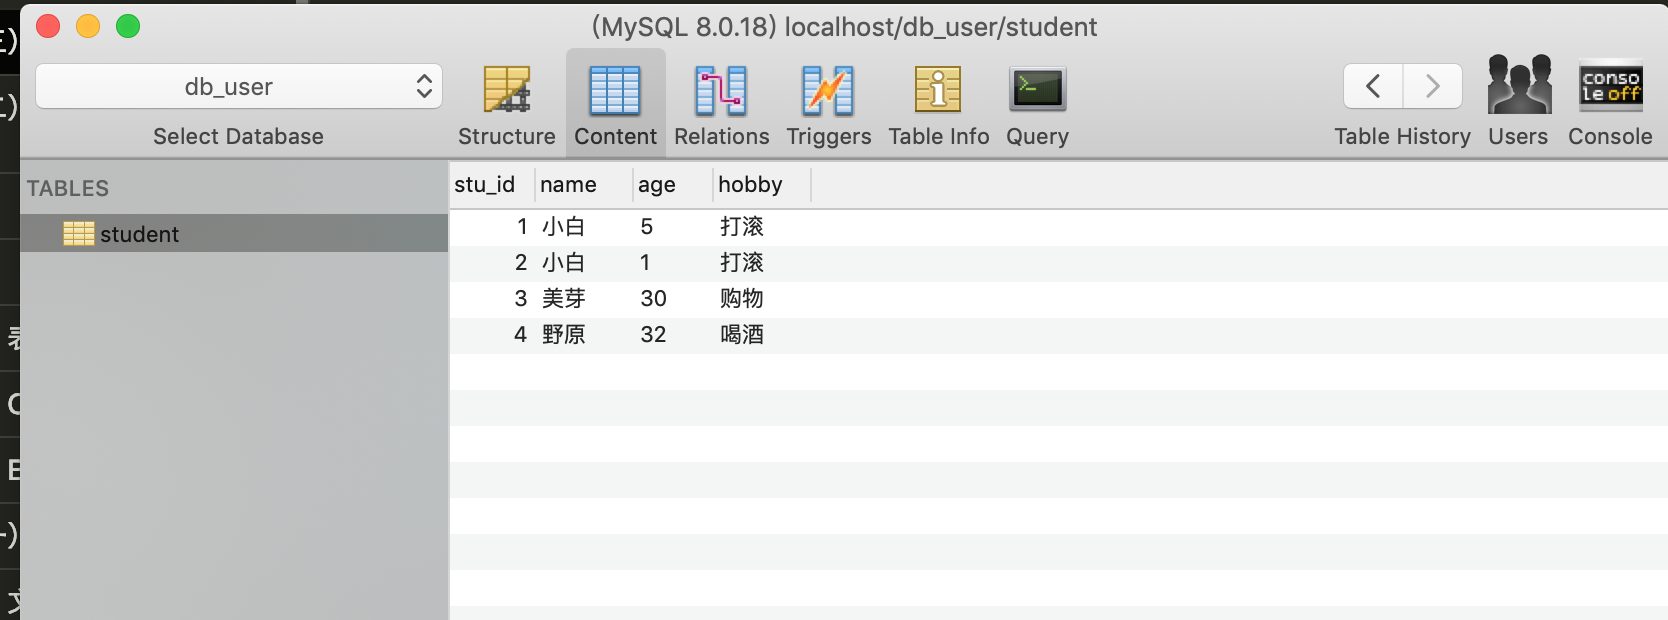 (MySQL 8.0.18) localhost/db_user/student
db_user
Select Database
Structure
Content
Relations
Triggers
Table Info
Query
Table History
Users
conso
le off
Console
TABLES
student
stu_id name age hobby
1 小白 5 打滚
2 小白 1 打滚
3 美芽 30 购物
4 野原 32 喝酒